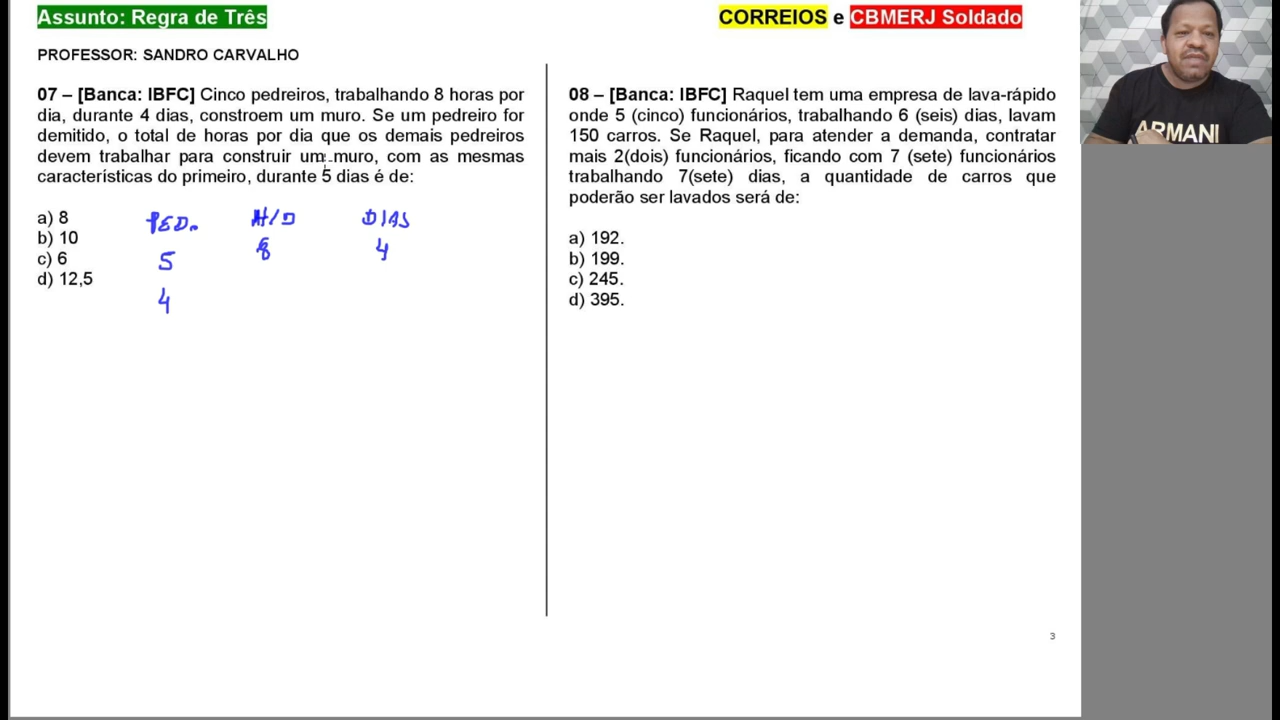 Assunto: Regra de Três
CORREIOS e CBMERJ Soldado
PROFESSOR: SANDRO CARVALHO
07 – [Banca: IBFC] Cinco pedreiros, trabalhando 8 horas por
dia, durante 4 dias, constroem um muro. Se um pedreiro for
demitido, o total de horas por dia que os demais pedreiros
devem trabalhar para construir um muro, com as mesmas
características do primeiro, durante 5 dias é de:
a) 8
b) 10
c) 6
d) 12,5
PED. H/D DIAS
5 8 4
4
08 – [Banca: IBFC] Raquel tem uma empresa de lava-rápido
onde 5 (cinco) funcionários, trabalhando 6 (seis) dias, lavam
150 carros. Se Raquel, para atender a demanda, contratar
mais 2(dois) funcionários, ficando com 7 (sete) funcionários
trabalhando 7(sete) dias, a quantidade de carros que
poderão ser lavados será de:
a) 192.
b) 199.
c) 245.
d) 395.
3
ARMANI